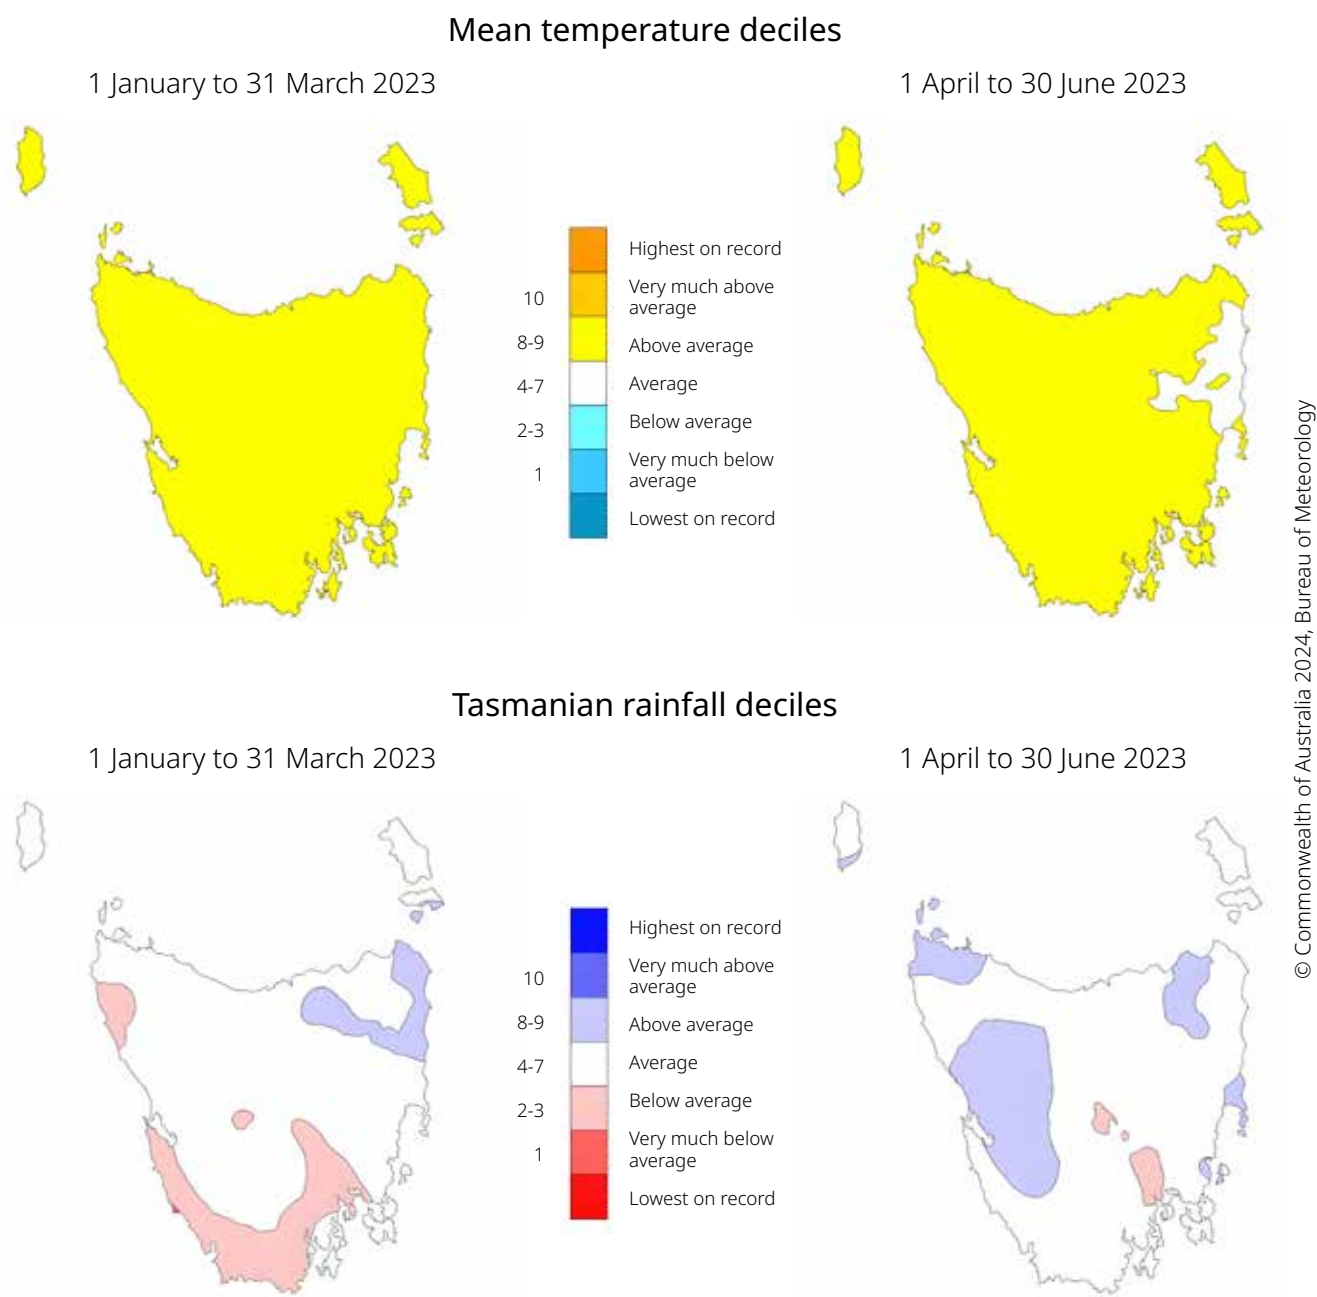 Mean temperature deciles
1 January to 31 March 2023
1 April to 30 June 2023
Highest on record
10
Very much above
average
8-9
Above average
4-7
Average
2-3
Below average
1
Very much below
average
Lowest on record
Tasmanian rainfall deciles
1 January to 31 March 2023
1 April to 30 June 2023
Highest on record
10
Very much above
average
8-9
Above average
4-7
Average
2-3
Below average
1
Very much below
average
Lowest on record
© Commonwealth of Australia 2024, Bureau of Meteorology